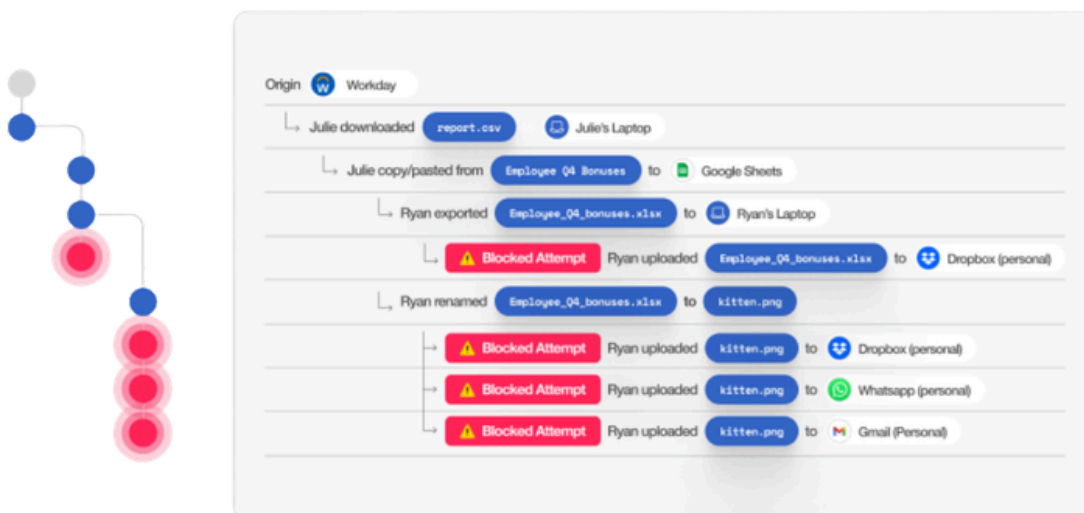 Origin Workday
Julie downloaded report.csv Julie's Laptop
Julie copy/pasted from Employee Q4 Bonuses to Google Sheets
Ryan exported Employee_Q4_bonuses.xlsx to Ryan's Laptop
Blocked Attempt Ryan uploaded Employee_Q4_bonuses.xlsx to Dropbox (personal)
Ryan renamed Employee_Q4_bonuses.xlsx to kitten.png
Blocked Attempt Ryan uploaded kitten.png to Dropbox (personal)
Blocked Attempt Ryan uploaded kitten.png to Whatsapp (personal)
Blocked Attempt Ryan uploaded kitten.png to Gmail (Personal)